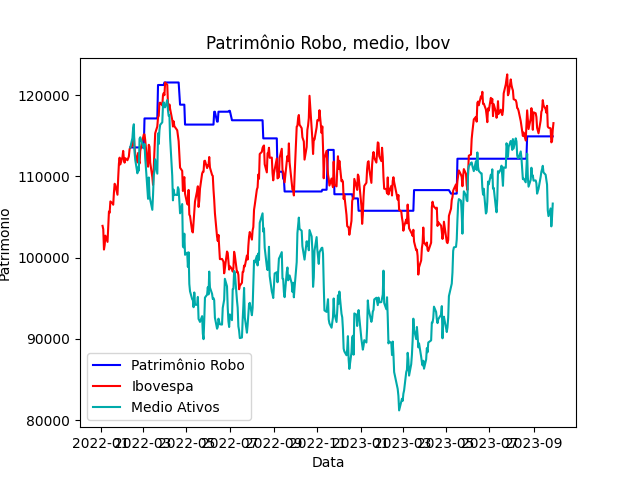 Patrimônio Robo, medio, Ibov
120000
110000
100000
90000
80000
Patrimonio
Patrimônio Robo
Ibovespa
Medio Ativos
2022-01 2022-03 2022-05 2022-07 2022-09 2022-11 2023-01 2023-03 2023-05 2023-07 2023-09
Data